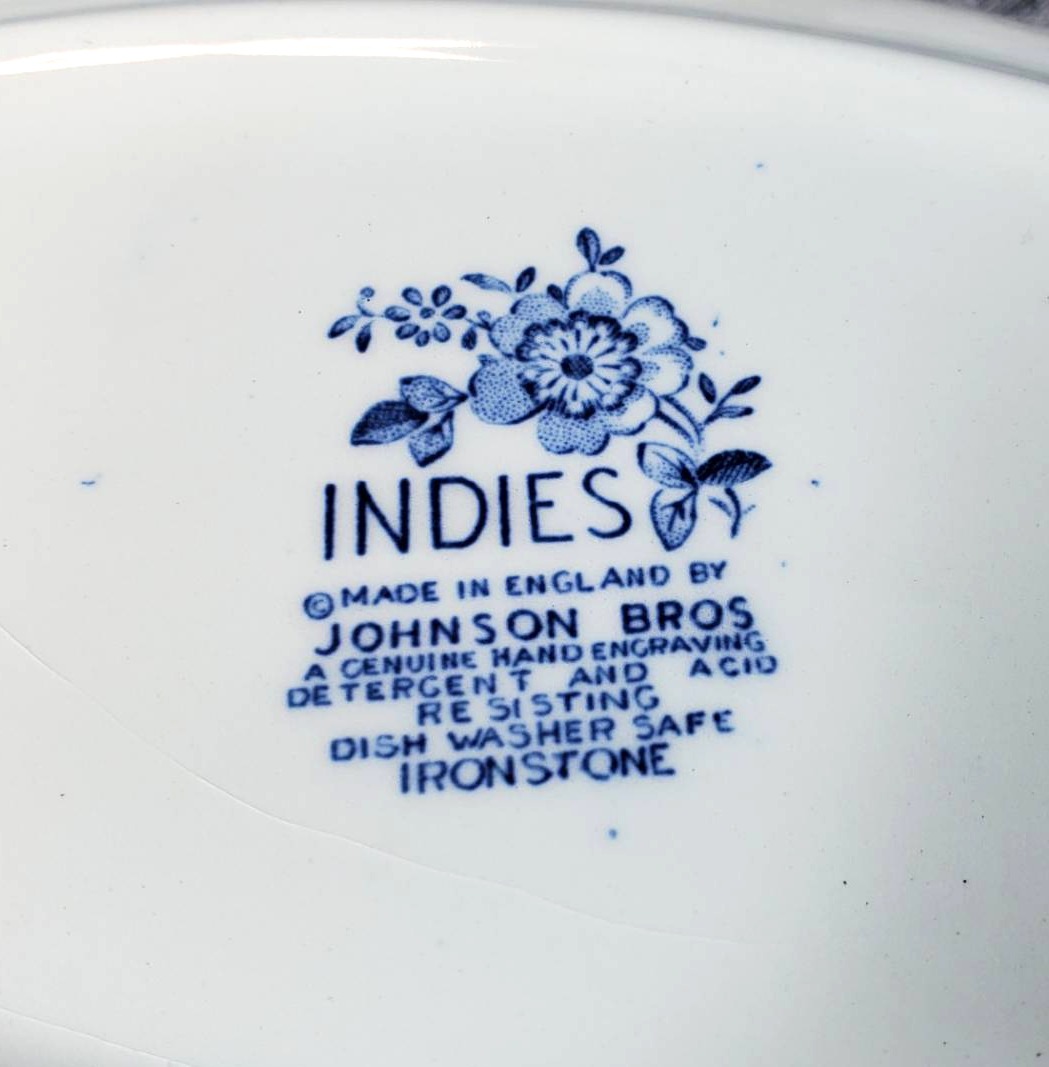 INDIES
©MADE IN ENGLAND BY
JOHNSON BROS
A GENUINE HAND ENGRAVING
DETERGENT AND ACID
RESISTING
DISH WASHER SAFE
IRONSTONE